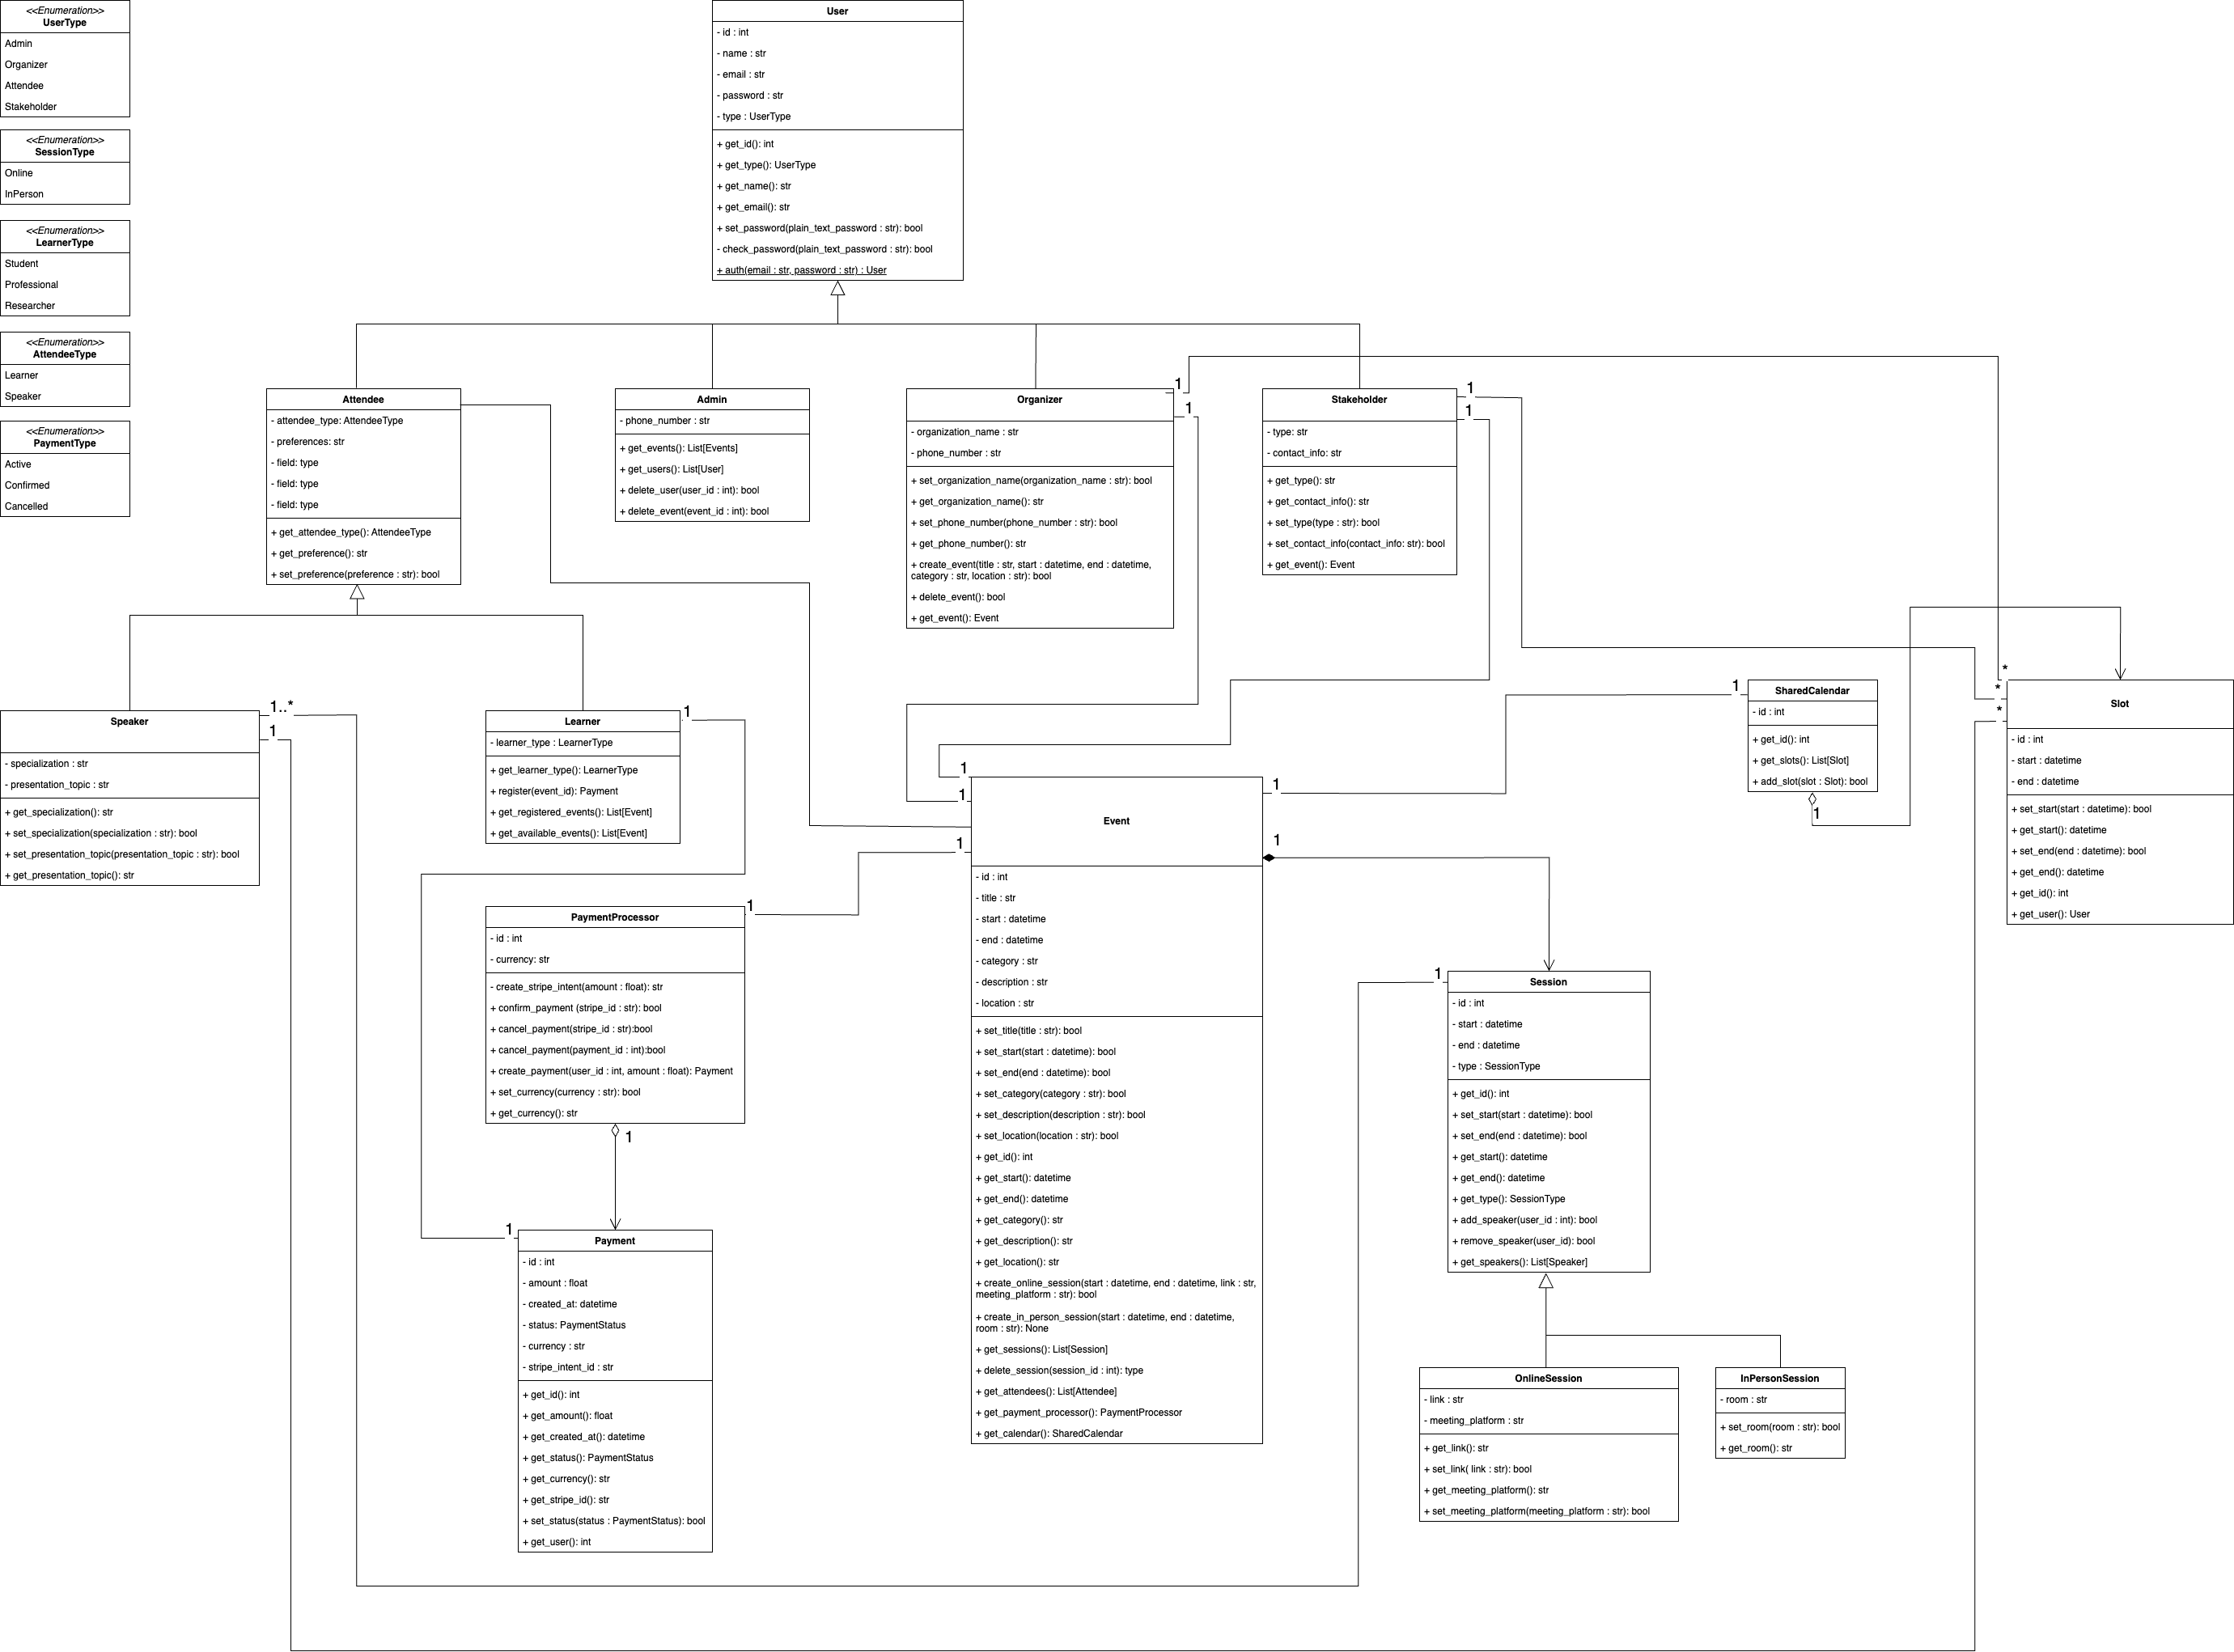 <<Enumeration>>
UserType
Admin
Organizer
Attendee
Stakeholder
<<Enumeration>>
SessionType
Online
InPerson
<<Enumeration>>
LearnerType
Student
Professional
Researcher
<<Enumeration>>
AttendeeType
Learner
Speaker
<<Enumeration>>
PaymentType
Active
Confirmed
Cancelled
User
- id : int
- name : str
- email : str
- password : str
- type : UserType
+ get_id(): int
+ get_type(): UserType
+ get_name(): str
+ get_email(): str
+ set_password(plain_text_password : str): bool
- check_password(plain_text_password : str): bool
+ auth(email : str, password : str) : User
Attendee
- attendee_type: AttendeeType
- preferences: str
- field: type
- field: type
- field: type
+ get_attendee_type(): AttendeeType
+ get_preference(): str
+ set_preference(preference : str): bool
Admin
- phone_number : str
+ get_events(): List[Events]
+ get_users(): List[User]
+ delete_user(user_id : int): bool
+ delete_event(event_id : int): bool
Organizer
- organization_name : str
- phone_number : str
+ set_organization_name(organization_name : str): bool
+ get_organization_name(): str
+ set_phone_number(phone_number : str): bool
+ get_phone_number(): str
+ create_event(title : str, start : datetime, end : datetime,
category : str, location : str): bool
+ delete_event(): bool
+ get_event(): Event
1
1
Stakeholder
- type: str
- contact_info: str
+ get_type(): str
+ get_contact_info(): str
+ set_type(type : str): bool
+ set_contact_info(contact_info: str): bool
+ get_event(): Event
1
1
Speaker
- specialization : str
- presentation_topic : str
+ get_specialization(): str
+ set_specialization(specialization : str): bool
+ set_presentation_topic(presentation_topic : str): bool
+ get_presentation_topic(): str
1..*
1
Learner
- learner_type : LearnerType
+ get_learner_type(): LearnerType
+ register(event_id): Payment
+ get_registered_events(): List[Event]
+ get_available_events(): List[Event]
1
SharedCalendar
- id : int
+ get_id(): int
+ get_slots(): List[Slot]
+ add_slot(slot : Slot): bool
1
1
*
*
*
Slot
- id : int
- start : datetime
- end : datetime
+ set_start(start : datetime): bool
+ get_start(): datetime
+ set_end(end : datetime): bool
+ get_end(): datetime
+ get_id(): int
+ get_user(): User
PaymentProcessor
- id : int
- currency: str
- create_stripe_intent(amount : float): str
+ confirm_payment (stripe_id : str): bool
+ cancel_payment(stripe_id : str):bool
+ cancel_payment(payment_id : int):bool
+ create_payment(user_id : int, amount : float): Payment
+ set_currency(currency : str): bool
+ get_currency(): str
1
1
1
1
1
1
1
Event
- id : int
- title : str
- start : datetime
- end : datetime
- category : str
- description : str
- location : str
+ set_title(title : str): bool
+ set_start(start : datetime): bool
+ set_end(end : datetime): bool
+ set_category(category : str): bool
+ set_description(description : str): bool
+ set_location(location : str): bool
+ get_id(): int
+ get_start(): datetime
+ get_end(): datetime
+ get_category(): str
+ get_description(): str
+ get_location(): str
+ create_online_session(start : datetime, end : datetime, link : str,
meeting_platform : str): bool
+ create_in_person_session(start : datetime, end : datetime,
room : str): None
+ get_sessions(): List[Session]
+ delete_session(session_id : int): type
+ get_attendees(): List[Attendee]
+ get_payment_processor(): PaymentProcessor
+ get_calendar(): SharedCalendar
1
Session
- id : int
- start : datetime
- end : datetime
- type : SessionType
+ get_id(): int
+ set_start(start : datetime): bool
+ set_end(end : datetime): bool
+ get_start(): datetime
+ get_end(): datetime
+ get_type(): SessionType
+ add_speaker(user_id : int): bool
+ remove_speaker(user_id): bool
+ get_speakers(): List[Speaker]
1
Payment
- id : int
- amount : float
- created_at: datetime
- status: PaymentStatus
- currency : str
- stripe_intent_id : str
+ get_id(): int
+ get_amount(): float
+ get_created_at(): datetime
+ get_status(): PaymentStatus
+ get_currency(): str
+ get_stripe_id(): str
+ set_status(status : PaymentStatus): bool
+ get_user(): int
OnlineSession
- link : str
- meeting_platform : str
+ get_link(): str
+ set_link( link : str): bool
+ get_meeting_platform(): str
+ set_meeting_platform(meeting_platform : str): bool
InPersonSession
- room : str
+ set_room(room : str): bool
+ get_room(): str